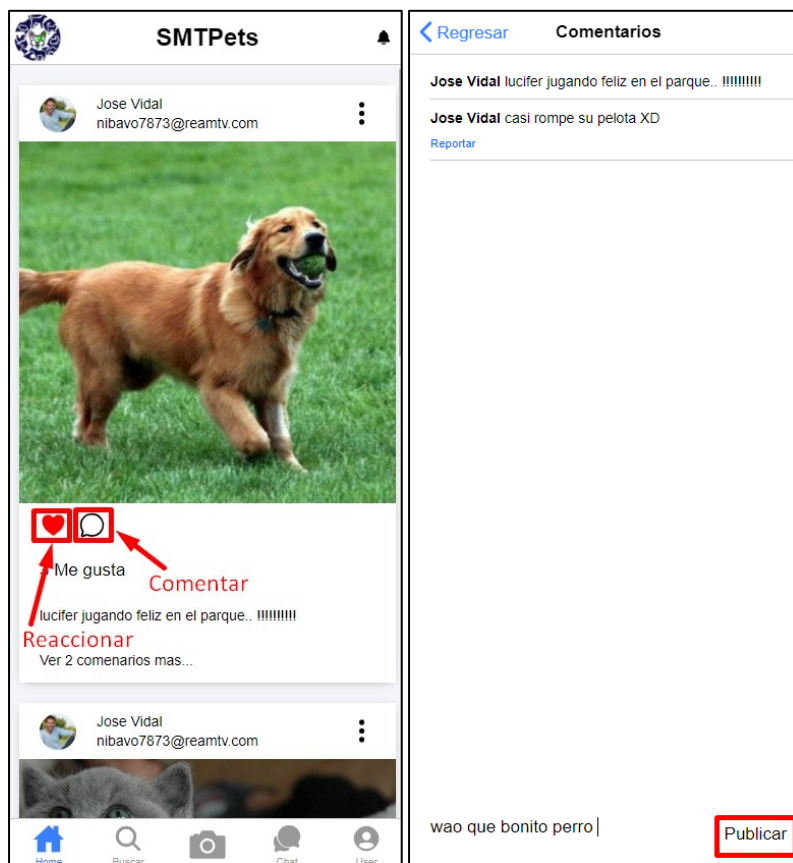 SMTPets
Jose Vidal
nibavo7873@reamtv.com
Me gusta
Comentar
lucifer jugando feliz en el parque.. !!!!!!!!!!
Reaccionar
Ver 2 comenarios mas...
Jose Vidal
nibavo7873@reamtv.com
Home
Buscar
Chat
User
Regresar
Comentarios
Jose Vidal lucifer jugando feliz en el parque.. !!!!!!!!!!
Jose Vidal casi rompe su pelota XD
Reportar
wao que bonito perro
Publicar